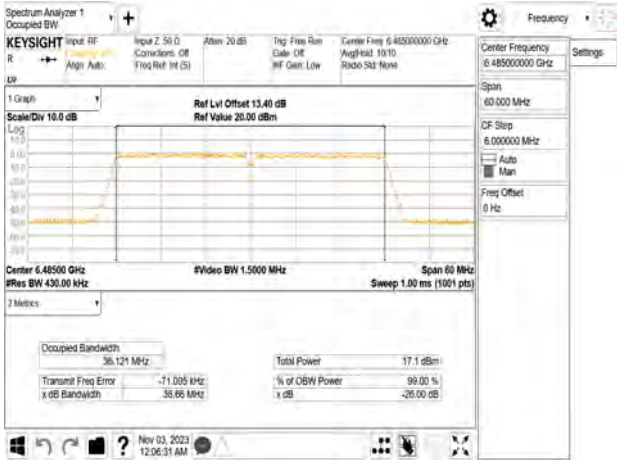 Spectrum Analyzer 1
Occupied BW
Frequency
KEYSIGHT Input: RF
R
Align: Auto
Input Z: 50 Ω
Corrections: Off
Freq Ref: Int (S)
Atten: 20 dB
Trig: Free Run
Gate: Off
#IF Gain: Low
Center Freq: 6.485000000 GHz
Avg|Hold: 10/10
Radio Std: None
Center Frequency
6.485000000 GHz
Settings
Span
60.000 MHz
CF Step
6.000000 MHz
Auto
Man
Freq Offset
0 Hz
1 Graph
Scale/Div 10.0 dB
Log
Ref Lvl Offset 13.40 dB
Ref Value 20.00 dBm
10.0
0.00
Center 6.48500 GHz
#Res BW 430.00 kHz
#Video BW 1.5000 MHz
Span 60 MHz
Sweep 1.00 ms (1001 pts)
2 Metrics
Occupied Bandwidth
36.121 MHz
Total Power 17.1 dBm
Transmit Freq Error -71.005 kHz
% of OBW Power 99.00 %
x dB Bandwidth 38.66 MHz
x dB -26.00 dB
?
Nov 03, 2023
12:06:31 AM